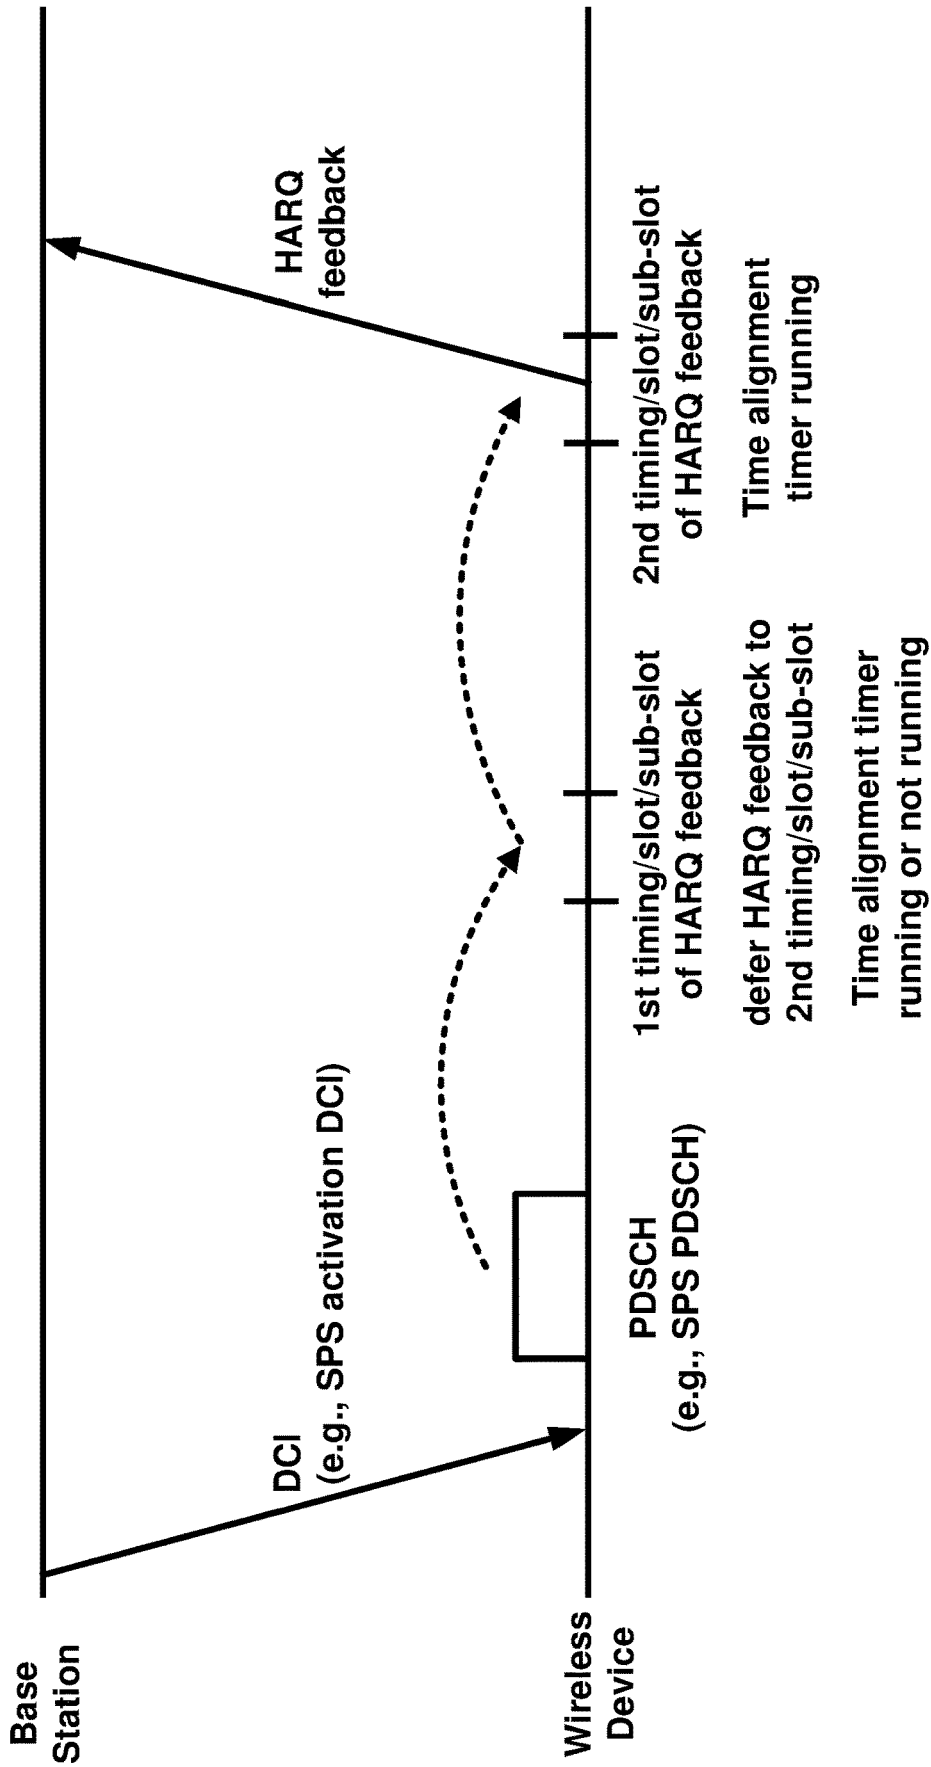 Base
Station
DCI
(e.g., SPS activation DCI)
HARQ
feedback
Wireless
Device
PDSCH
(e.g., SPS PDSCH)
1st timing/slot/sub-slot
of HARQ feedback
defer HARQ feedback to
2nd timing/slot/sub-slot
Time alignment timer
running or not running
2nd timing/slot/sub-slot
of HARQ feedback
Time alignment
timer running